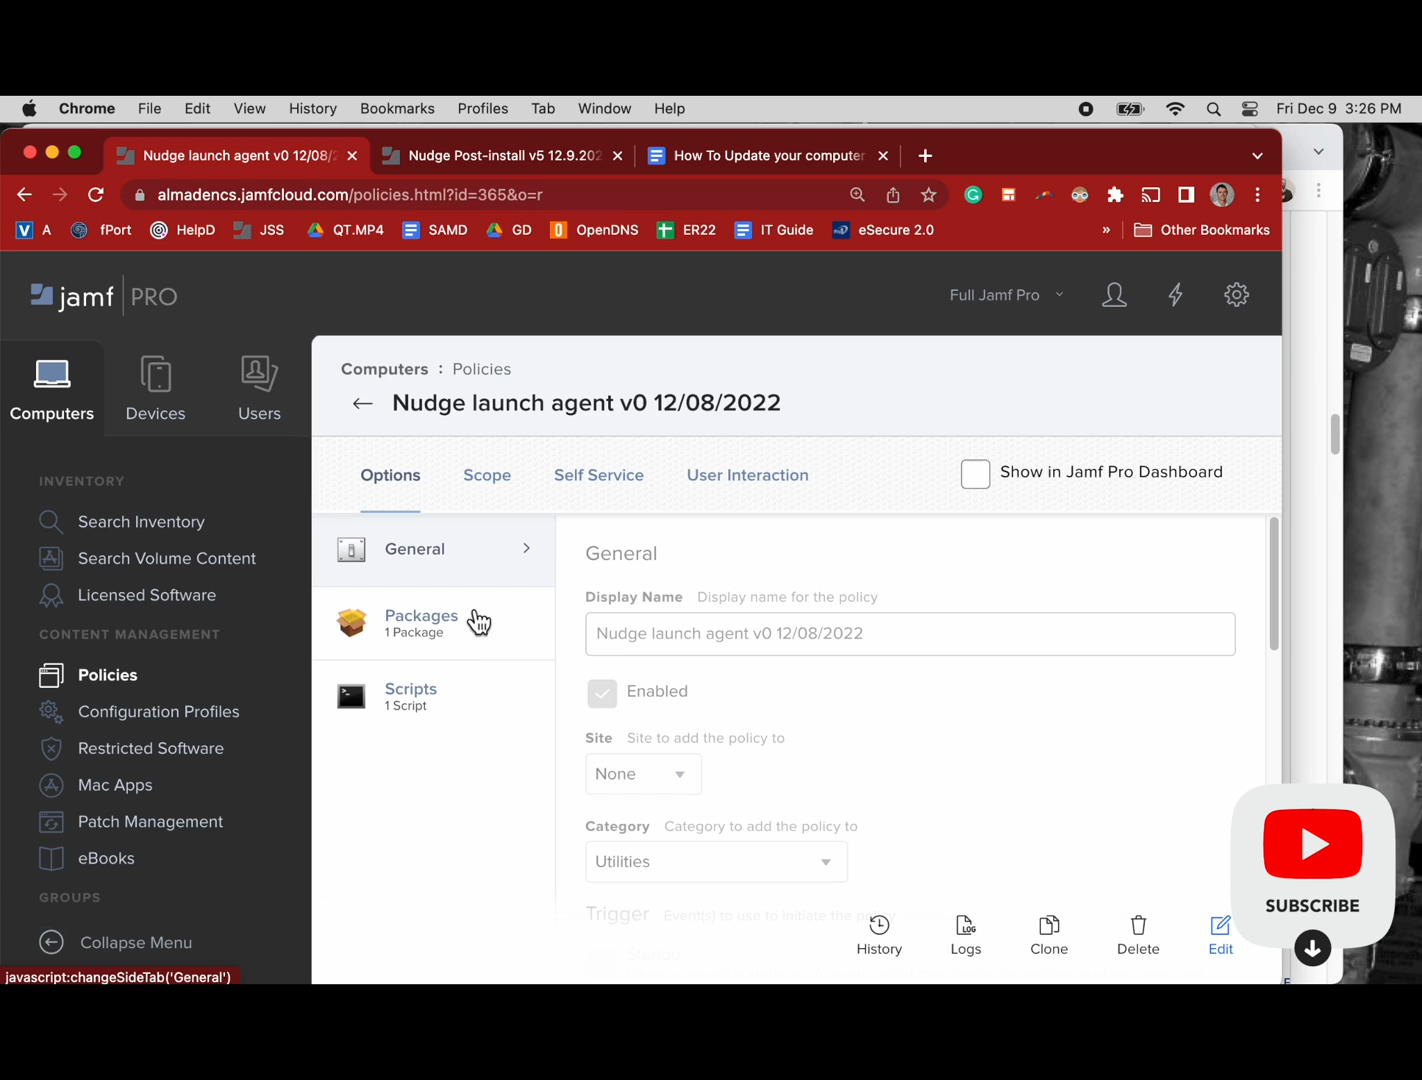 Chrome File Edit View History Bookmarks Profiles Tab Window Help Fri Dec 9 3:26 PM
Nudge launch agent v0 12/08/ Nudge Post-install v5 12.9.202 How To Update your computer
almadencs.jamfcloud.com/policies.html?id=365&o=r
V A fPort HelpD JSS QT.MP4 SAMD GD OpenDNS ER22 IT Guide eSecure 2.0 » Other Bookmarks
jamf PRO
Full Jamf Pro
Computers Devices Users
Computers : Policies
Nudge launch agent v0 12/08/2022
Options Scope Self Service User Interaction Show in Jamf Pro Dashboard
INVENTORY
Search Inventory
Search Volume Content
Licensed Software
CONTENT MANAGEMENT
Policies
Configuration Profiles
Restricted Software
Mac Apps
Patch Management
eBooks
GROUPS
Collapse Menu
javascript:changeSideTab('General')
General
Packages
1 Package
Scripts
1 Script
General
Display Name Display name for the policy
Nudge launch agent v0 12/08/2022
Enabled
Site Site to add the policy to
None
Category Category to add the policy to
Utilities
Trigger Event(s) to use to initiate the
Startup
LOG
History Logs Clone Delete Edit
SUBSCRIBE